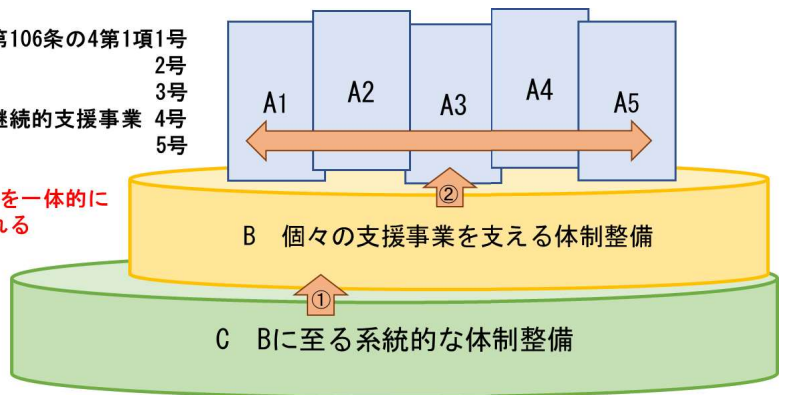 第106条の4第1項1号
2号
3号
継続的支援事業 4号
5号
を一体的に
れる
A1
A2
A3
A4
A5
②
B 個々の支援事業を支える体制整備
①
C Bに至る系統的な体制整備